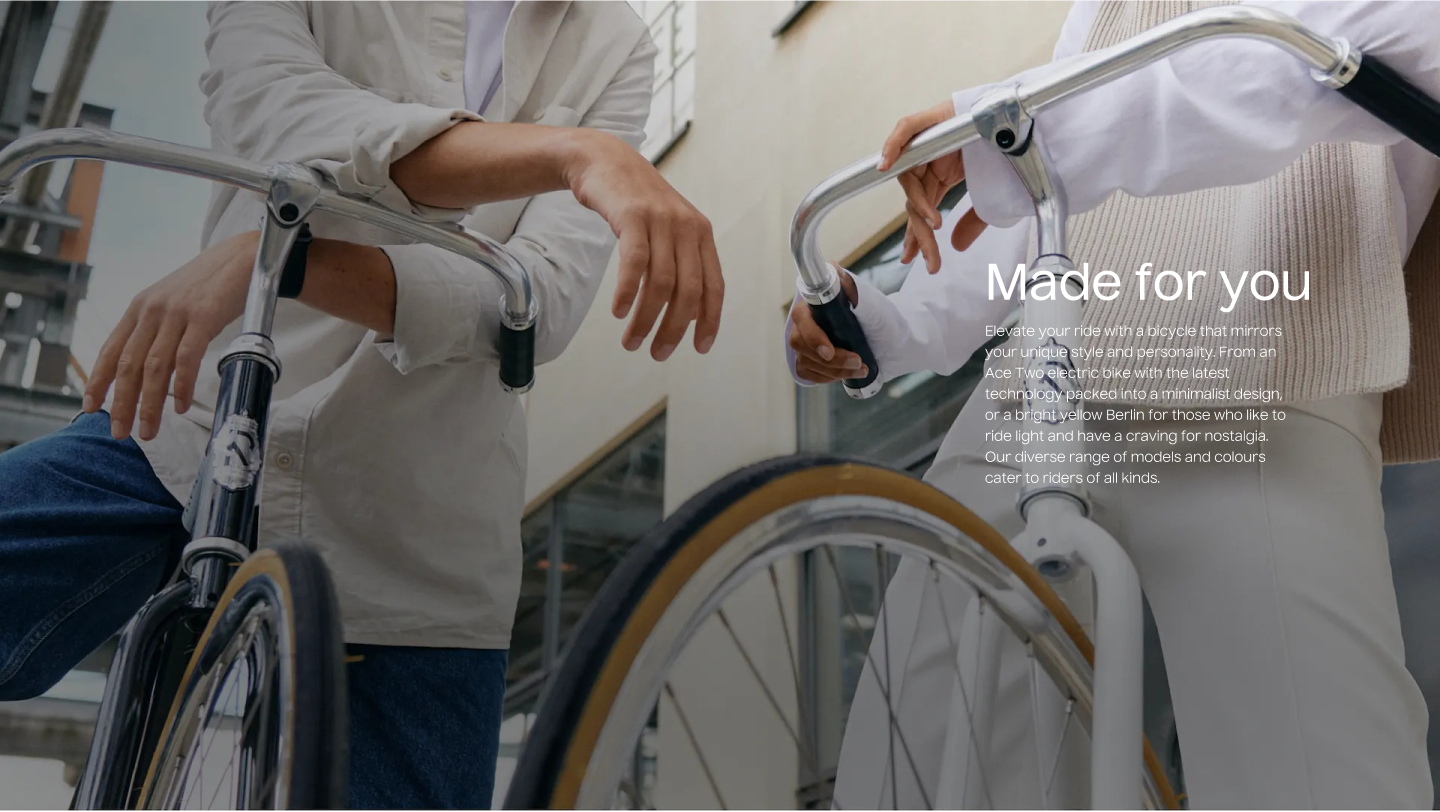 Made for you
Elevate your ride with a bicycle that mirrors
your unique style and personality. From an
Ace Two electric bike with the latest
technology packed into a minimalist design,
or a bright yellow Berlin for those who like to
ride light and have a craving for nostalgia.
Our diverse range of models and colours
cater to riders of all kinds.